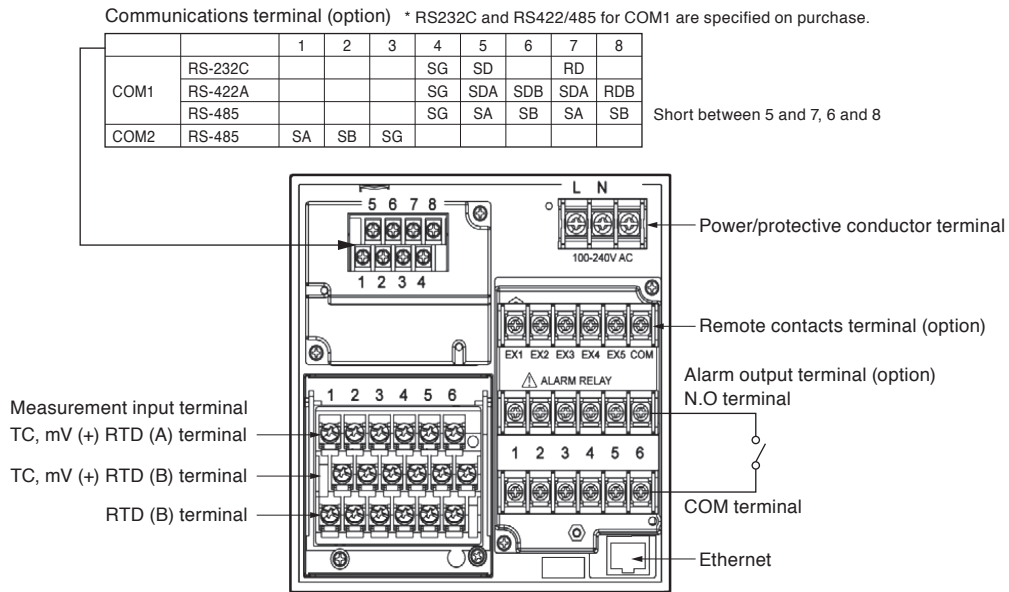 Communications terminal (option) * RS232C and RS422/485 for COM1 are specified on purchase.
1 2 3 4 5 6 7 8
COM1 RS-232C SG SD RD
RS-422A SG SDA SDB SDA RDB
RS-485 SG SA SB SA SB Short between 5 and 7, 6 and 8
COM2 RS-485 SA SB SG
L N
5 6 7 8
Power/protective conductor terminal
100-240V AC
1 2 3 4
Remote contacts terminal (option)
EX1 EX2 EX3 EX4 EX5 COM
ALARM RELAY
Alarm output terminal (option)
N.O terminal
1 2 3 4 5 6
Measurement input terminal
TC, mV (+) RTD (A) terminal
1 2 3 4 5 6
TC, mV (+) RTD (B) terminal
COM terminal
RTD (B) terminal
Ethernet